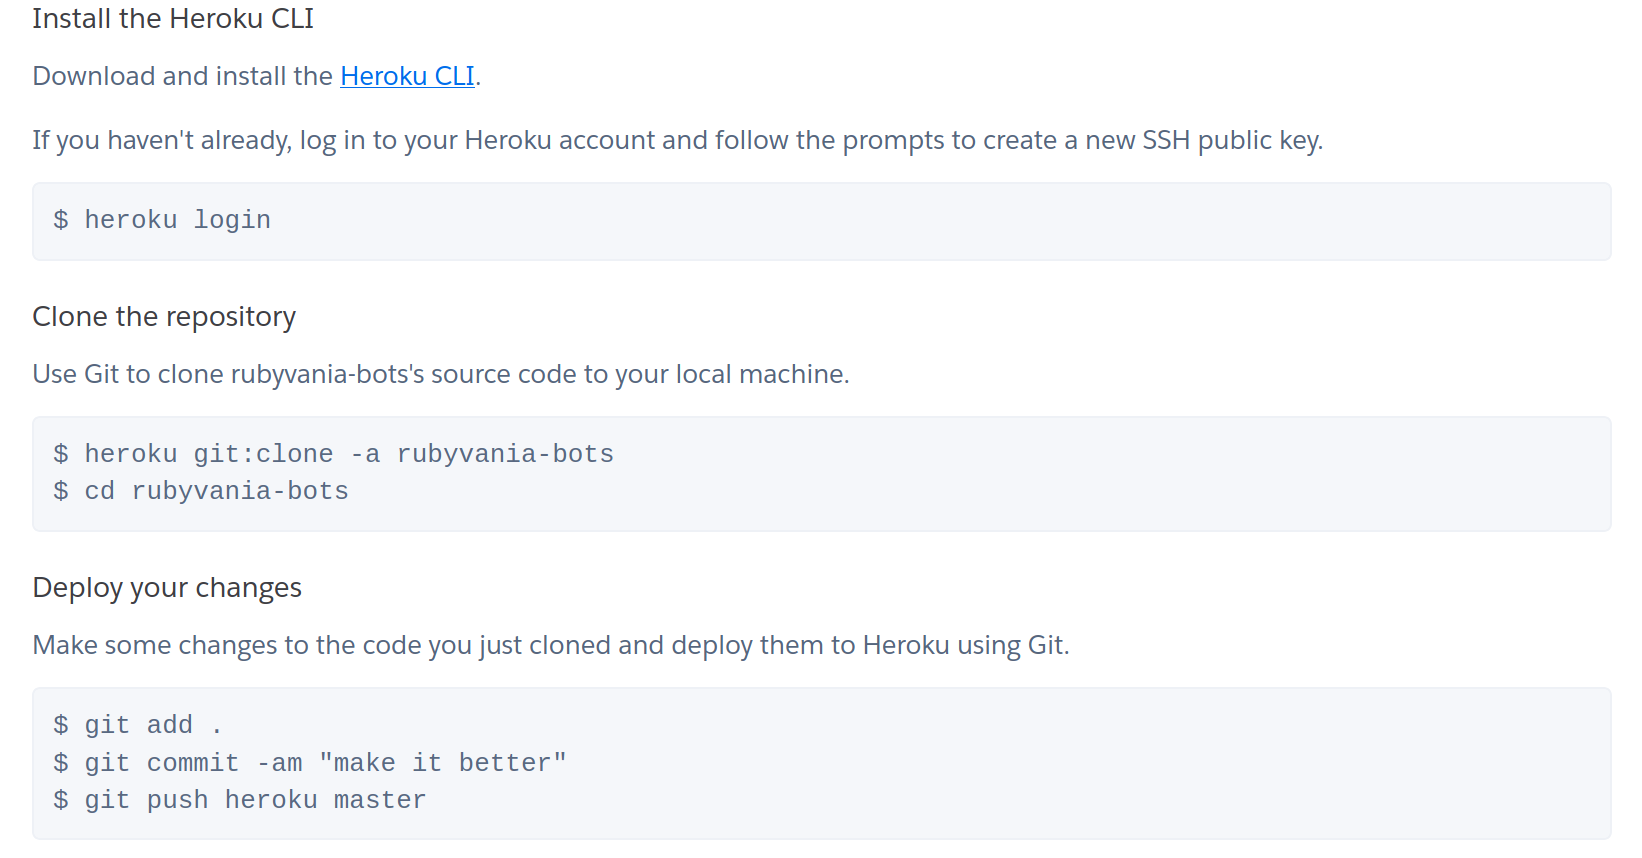 Install the Heroku CLI
Download and install the Heroku CLI.
If you haven't already, log in to your Heroku account and follow the prompts to create a new SSH public key.
$ heroku login
Clone the repository
Use Git to clone rubyvania-bots's source code to your local machine.
$ heroku git:clone -a rubyvania-bots
$ cd rubyvania-bots
Deploy your changes
Make some changes to the code you just cloned and deploy them to Heroku using Git.
$ git add .
$ git commit -am "make it better"
$ git push heroku master